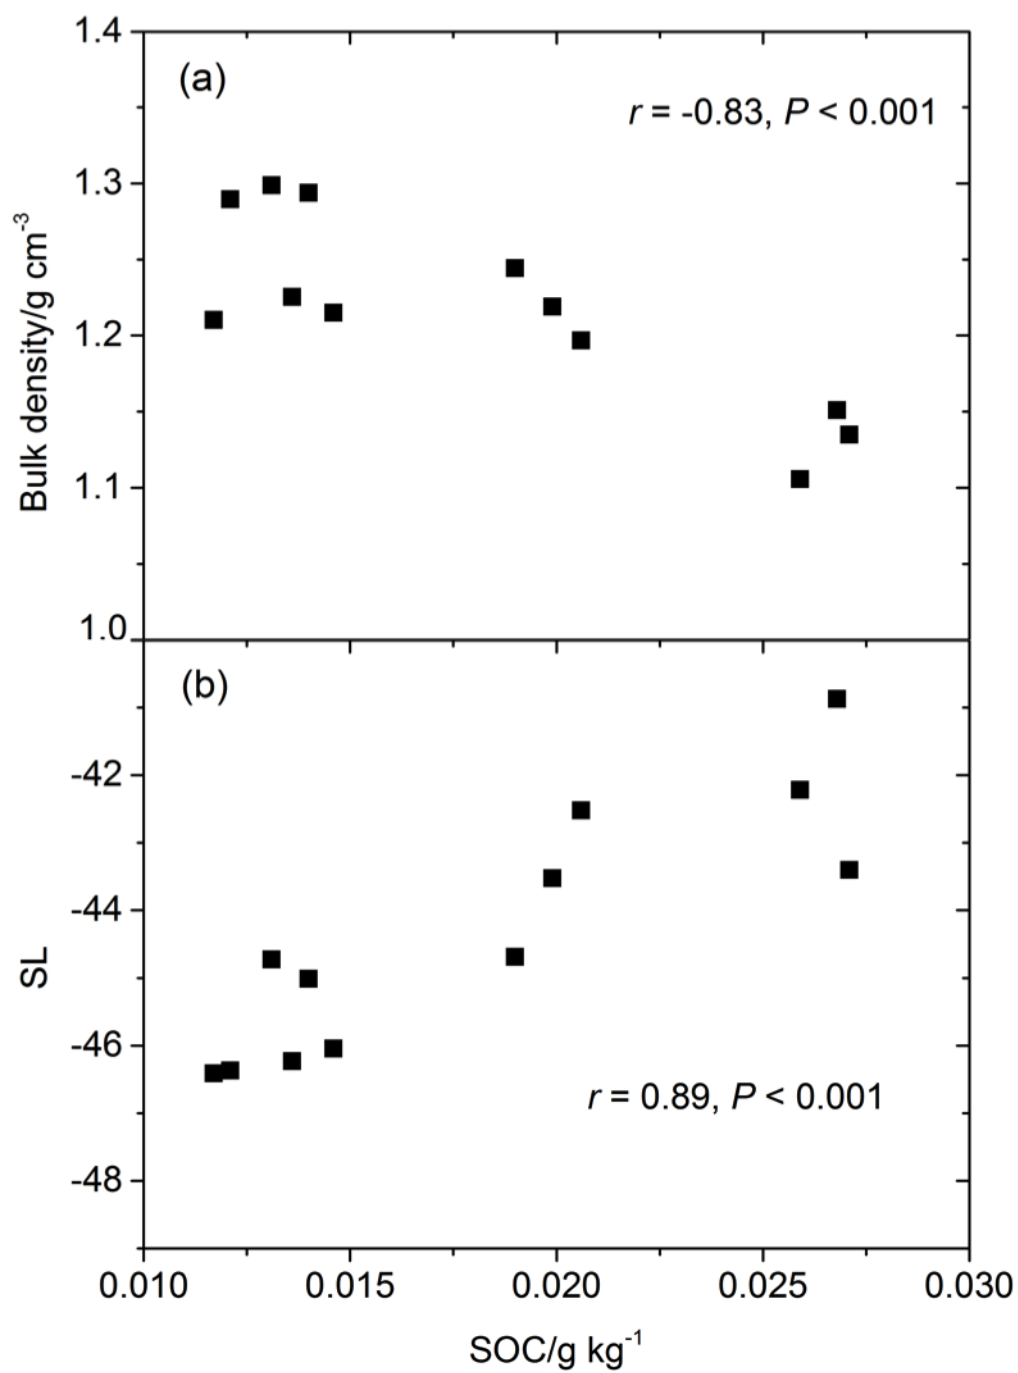 (a)
r = -0.83, P < 0.001
1.4
1.3
1.2
1.1
1.0
Bulk density/g cm⁻³
(b)
-42
-44
-46
-48
SL
r = 0.89, P < 0.001
0.010 0.015 0.020 0.025 0.030
SOC/g kg⁻¹